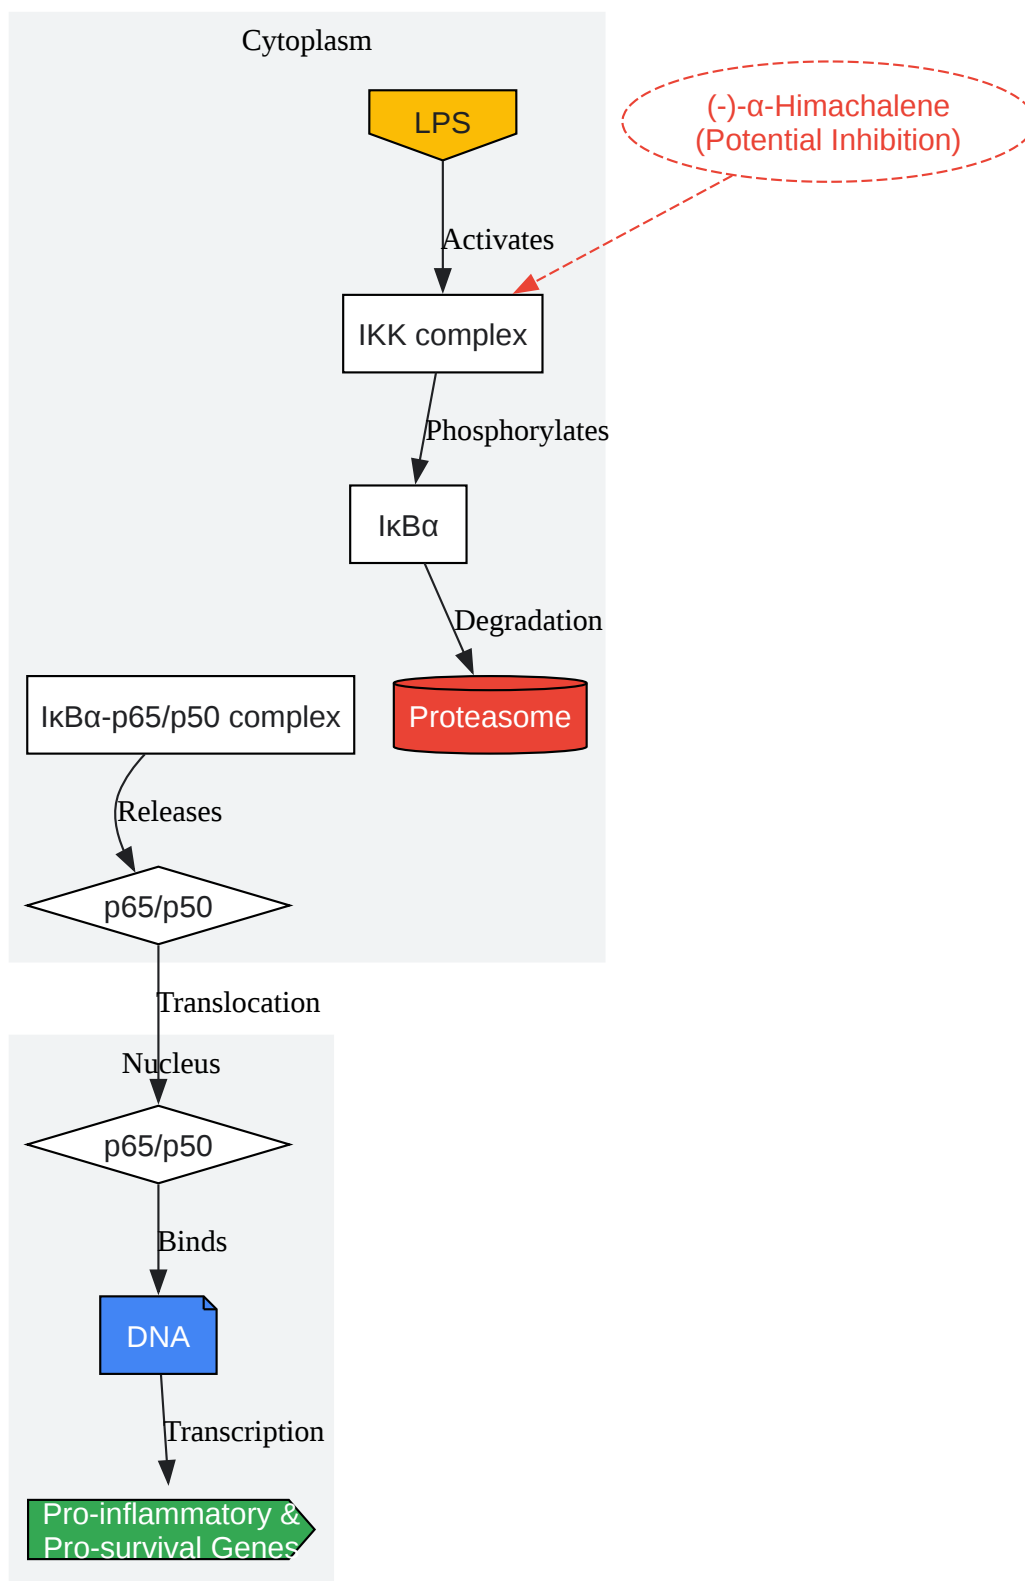 Cytoplasm
LPS
(-)-α-Himachalene
(Potential Inhibition)
Activates
IKK complex
Phosphorylates
IκBα
Degradation
IκBα-p65/p50 complex
Proteasome
Releases
p65/p50
Translocation
Nucleus
p65/p50
Binds
DNA
Transcription
Pro-inflammatory &
Pro-survival Genes